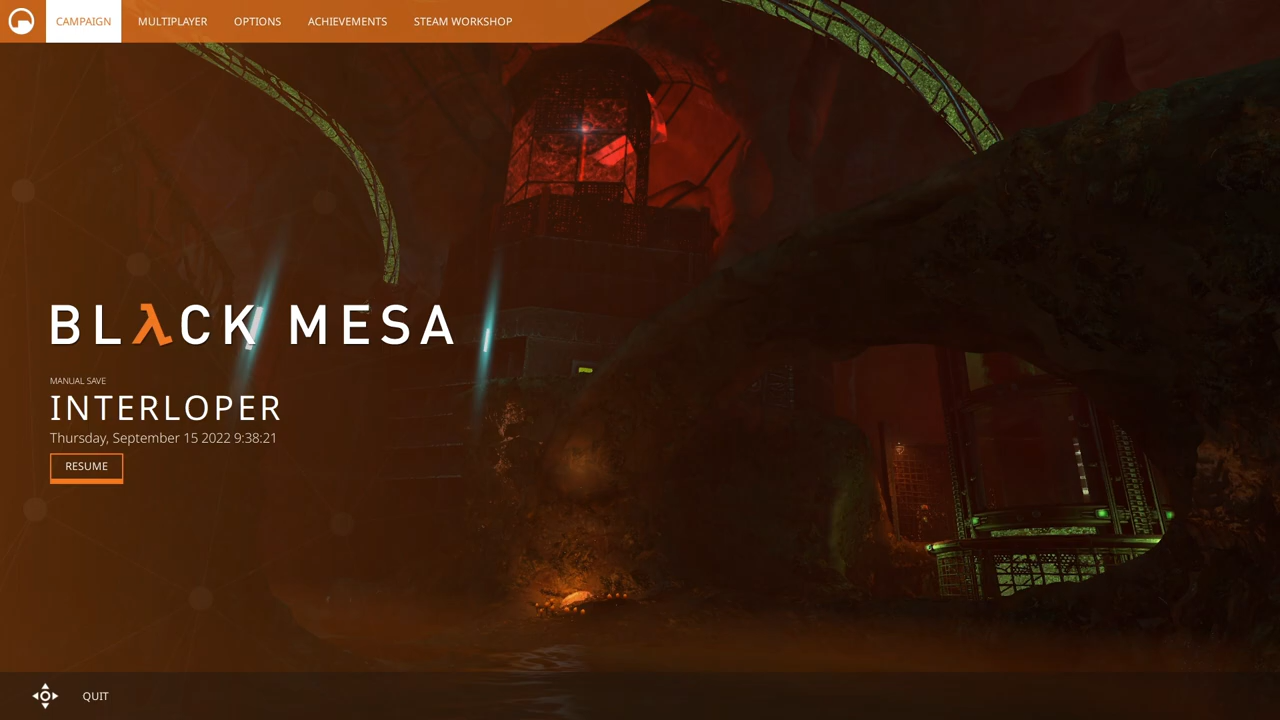 CAMPAIGN MULTIPLAYER OPTIONS ACHIEVEMENTS STEAM WORKSHOP
BLλCK MESA
MANUAL SAVE
INTERLOPER
Thursday, September 15 2022 9:38:21
RESUME
QUIT